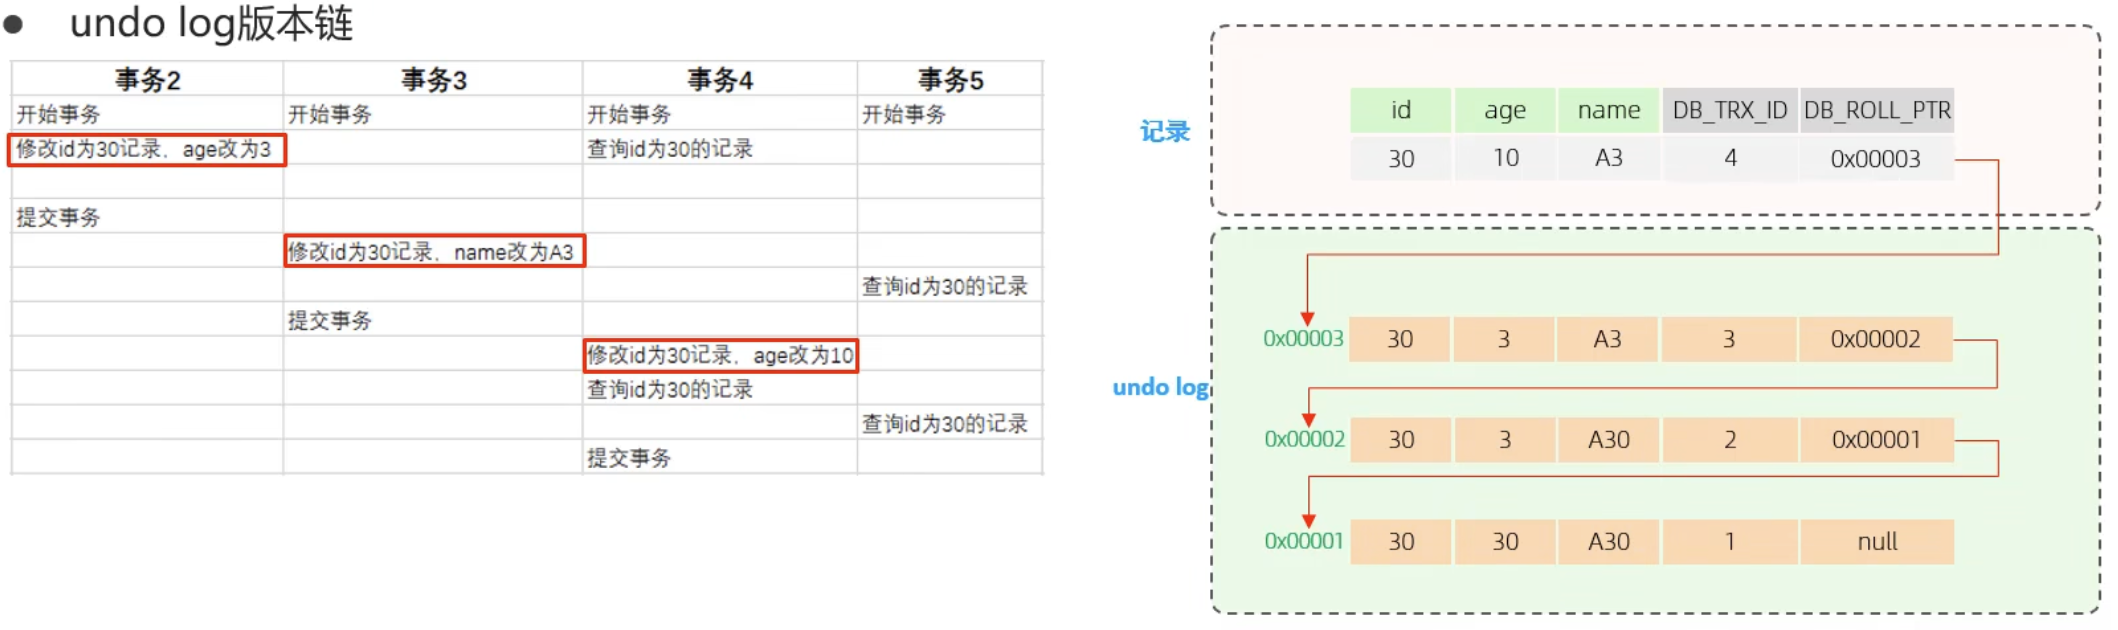 ● undo log版本链
事务2 事务3 事务4 事务5
开始事务 开始事务 开始事务 开始事务
修改id为30记录，age改为3 查询id为30的记录
提交事务
修改id为30记录，name改为A3
查询id为30的记录
提交事务
修改id为30记录，age改为10
查询id为30的记录
查询id为30的记录
提交事务
记录
id age name DB_TRX_ID DB_ROLL_PTR
30 10 A3 4 0x00003
undo log
0x00003 30 3 A3 3 0x00002
0x00002 30 3 A30 2 0x00001
0x00001 30 30 A30 1 null